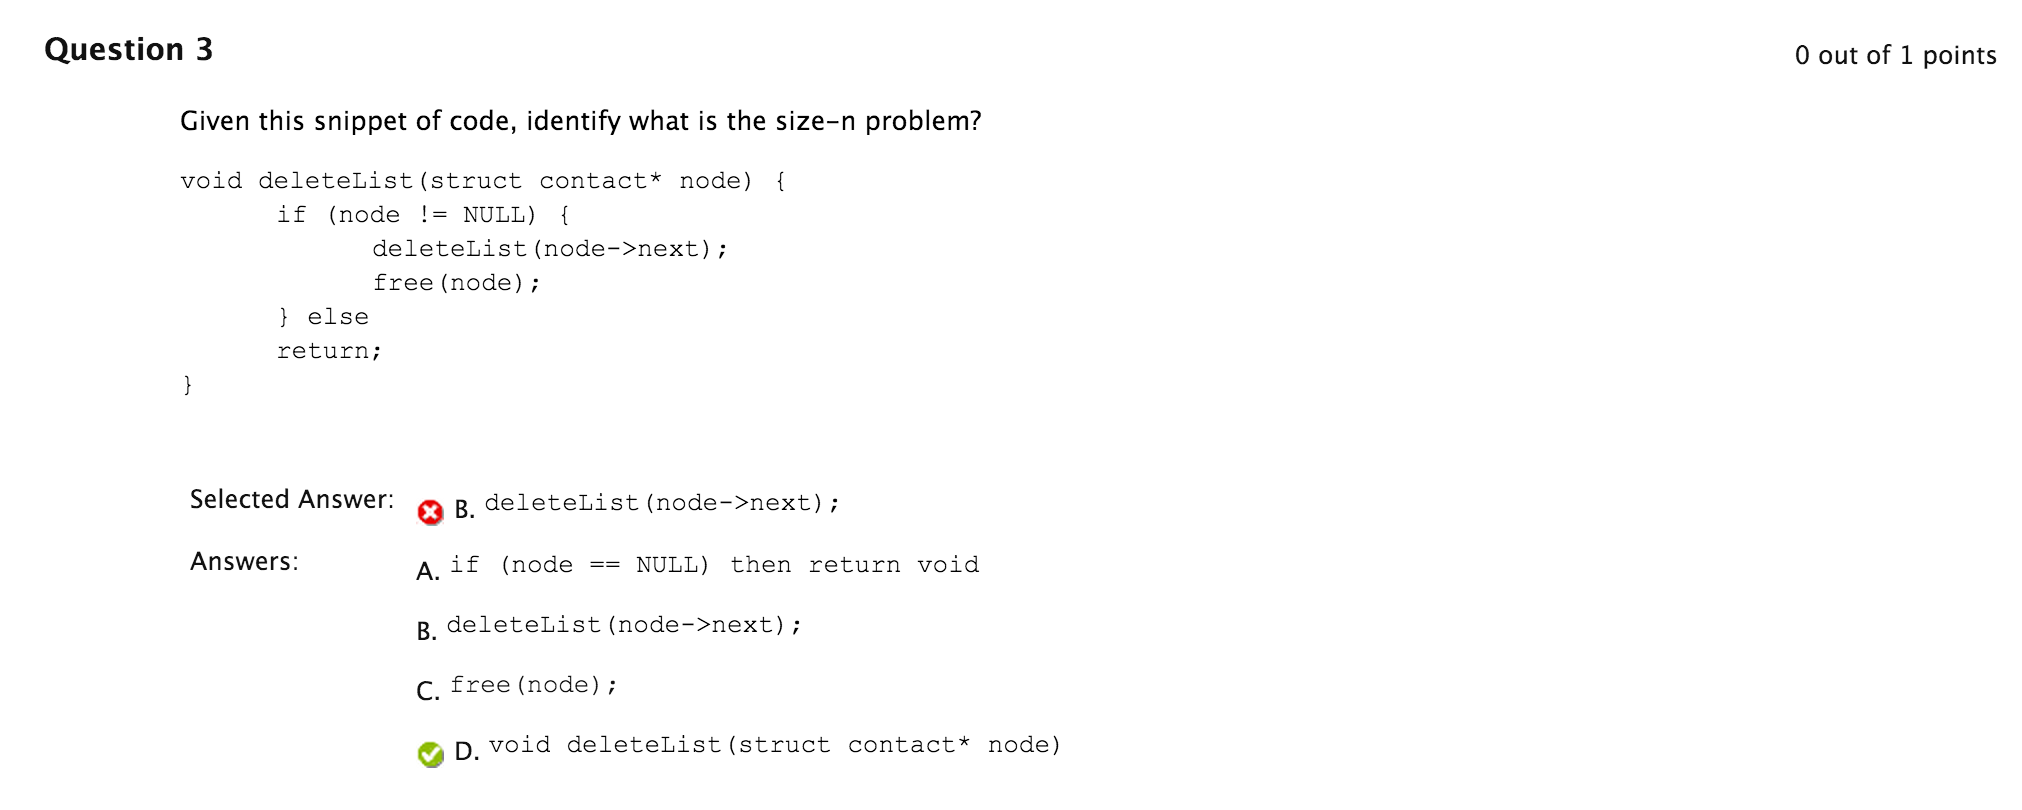 Question 3
0 out of 1 points
Given this snippet of code, identify what is the size-n problem?
void deleteList(struct contact* node) {
if (node != NULL) {
deleteList(node->next);
free(node);
} else
return;
}
Selected Answer: B. deleteList(node->next);
Answers: A. if (node == NULL) then return void
B. deleteList(node->next);
C. free(node);
D. void deleteList(struct contact* node)